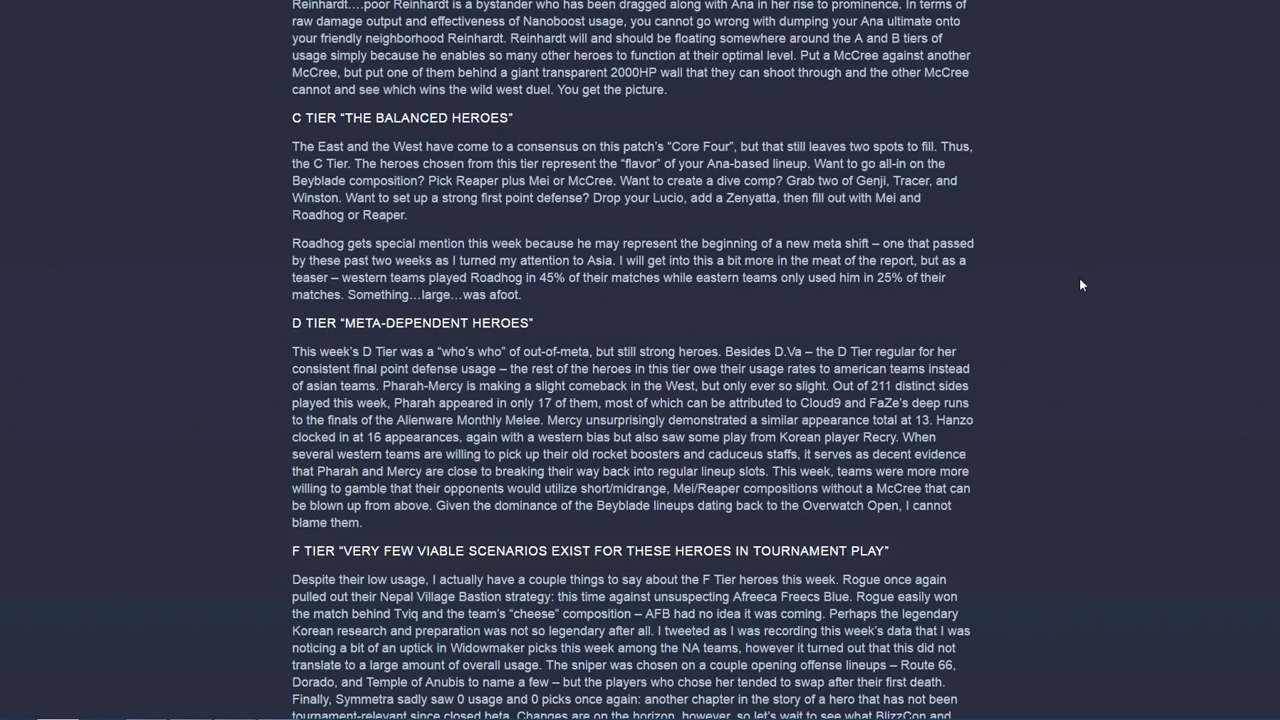 Reinhardt....poor Reinhardt is a bystander who has been dragged along with Ana in her rise to prominence. In terms of
raw damage output and effectiveness of Nanoboost usage, you cannot go wrong with dumping your Ana ultimate onto
your friendly neighborhood Reinhardt. Reinhardt will and should be floating somewhere around the A and B tiers of
usage simply because he enables so many other heroes to function at their optimal level. Put a McCree against another
McCree, but put one of them behind a giant transparent 2000HP wall that they can shoot through and the other McCree
cannot and see which wins the wild west duel. You get the picture.
C TIER “THE BALANCED HEROES”
The East and the West have come to a consensus on this patch’s “Core Four”, but that still leaves two spots to fill. Thus,
the C Tier. The heroes chosen from this tier represent the “flavor” of your Ana-based lineup. Want to go all-in on the
Beyblade composition? Pick Reaper plus Mei or McCree. Want to create a dive comp? Grab two of Genji, Tracer, and
Winston. Want to set up a strong first point defense? Drop your Lucio, add a Zenyatta, then fill out with Mei and
Roadhog or Reaper.
Roadhog gets special mention this week because he may represent the beginning of a new meta shift – one that passed
by these past two weeks as I turned my attention to Asia. I will get into this a bit more in the meat of the report, but as a
teaser – western teams played Roadhog in 45% of their matches while eastern teams only used him in 25% of their
matches. Something…large…was afoot.
D TIER “META-DEPENDENT HEROES”
This week’s D Tier was a “who’s who” of out-of-meta, but still strong heroes. Besides D.Va – the D Tier regular for her
consistent final point defense usage – the rest of the heroes in this tier owe their usage rates to american teams instead
of asian teams. Pharah-Mercy is making a slight comeback in the West, but only ever so slight. Out of 211 distinct sides
played this week, Pharah appeared in only 17 of them, most of which can be attributed to Cloud9 and FaZe’s deep runs
to the finals of the Alienware Monthly Melee. Mercy unsurprisingly demonstrated a similar appearance total at 13. Hanzo
clocked in at 16 appearances, again with a western bias but also saw some play from Korean player Recry. When
several western teams are willing to pick up their old rocket boosters and caduceus staffs, it serves as decent evidence
that Pharah and Mercy are close to breaking their way back into regular lineup slots. This week, teams were more more
willing to gamble that their opponents would utilize short/midrange, Mei/Reaper compositions without a McCree that can
be blown up from above. Given the dominance of the Beyblade lineups dating back to the Overwatch Open, I cannot
blame them.
F TIER “VERY FEW VIABLE SCENARIOS EXIST FOR THESE HEROES IN TOURNAMENT PLAY”
Despite their low usage, I actually have a couple things to say about the F Tier heroes this week. Rogue once again
pulled out their Nepal Village Bastion strategy: this time against unsuspecting Afreeca Freecs Blue. Rogue easily won
the match behind Tviq and the team’s “cheese” composition – AFB had no idea it was coming. Perhaps the legendary
Korean research and preparation was not so legendary after all. I tweeted as I was recording this week’s data that I was
noticing a bit of an uptick in Widowmaker picks this week among the NA teams, however it turned out that this did not
translate to a large amount of overall usage. The sniper was chosen on a couple opening offense lineups – Route 66,
Dorado, and Temple of Anubis to name a few – but the players who chose her tended to swap after their first death.
Finally, Symmetra sadly saw 0 usage and 0 picks once again: another chapter in the story of a hero that has not been
tournament-relevant since closed beta. Changes are on the horizon, however, so let’s wait to see what BlizzCon and